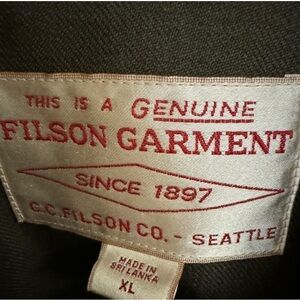 THIS IS A GENUINE
FILSON GARMENT
SINCE 1897
C.C.FILSON CO. - SEATTLE
MADE IN
SRI LANKA
XL